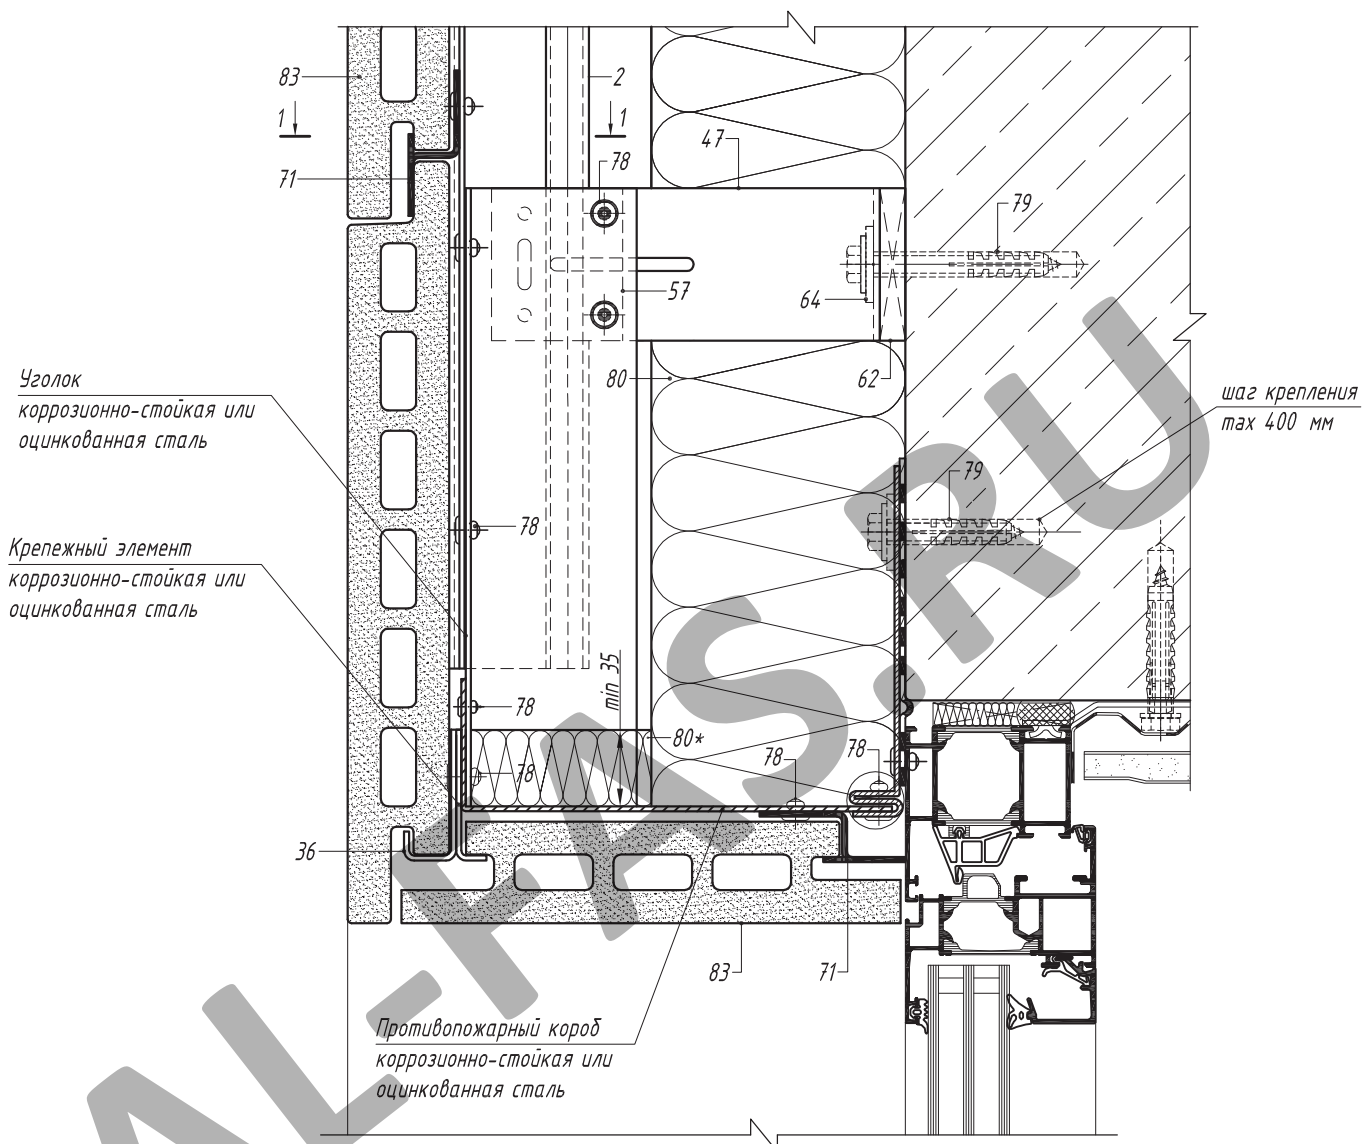 83
2
1
1
47
78
71
79
57
64
80
62
Уголок
коррозионно-стойкая или
оцинкованная сталь
шаг крепления
max 400 мм
79
78
Крепежный элемент
коррозионно-стойкая или
оцинкованная сталь
min 35
78
80*
78
78
78
36
83
71
Противопожарный короб
коррозионно-стойкая или
оцинкованная сталь
AL-FAS.RU